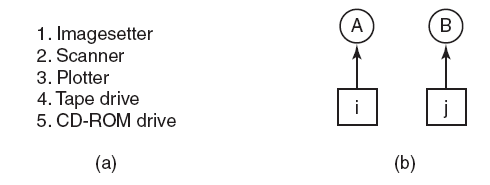 1. Imagesetter
2. Scanner
3. Plotter
4. Tape drive
5. CD-ROM drive
(a)
A B
i j
(b)